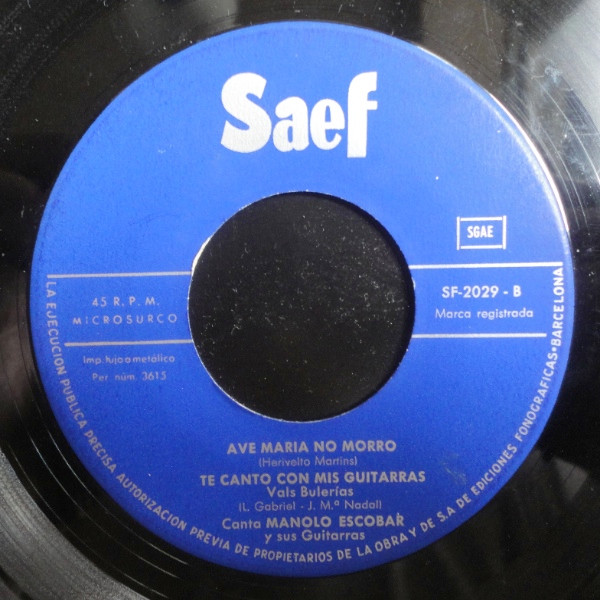 Saef
SGAE
45 R. P. M.
MICROSURCO
SF-2029 - B
Marca registrada
Imp. lujo a metálico
Per núm. 3615
AVE MARIA NO MORRO
(Herivelto Martins)
TE CANTO CON MIS GUITARRAS
Vals Bulerías
(L. Gabriel - J. M.ª Nadal)
Canta MANOLO ESCOBAR
y sus Guitarras
LA EJECUCION PUBLICA PRECISA AUTORIZACION PREVIA DE PROPIETARIOS DE LA OBRA Y DE S.A DE EDICIONES FONOGRAFICAS•BARCELONA